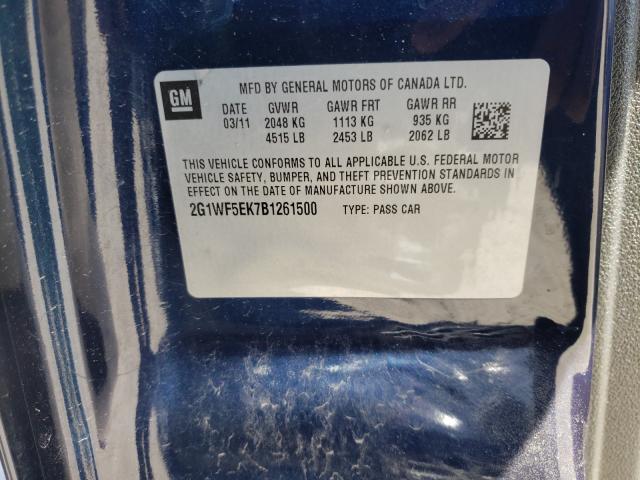 GM
MFD BY GENERAL MOTORS OF CANADA LTD.
DATE GVWR GAWR FRT GAWR RR
03/11 2048 KG 1113 KG 935 KG
4515 LB 2453 LB 2062 LB
THIS VEHICLE CONFORMS TO ALL APPLICABLE U.S. FEDERAL MOTOR
VEHICLE SAFETY, BUMPER, AND THEFT PREVENTION STANDARDS IN
EFFECT ON THE DATE OF MANUFACTURE SHOWN ABOVE.
2G1WF5EK7B1261500 TYPE: PASS CAR